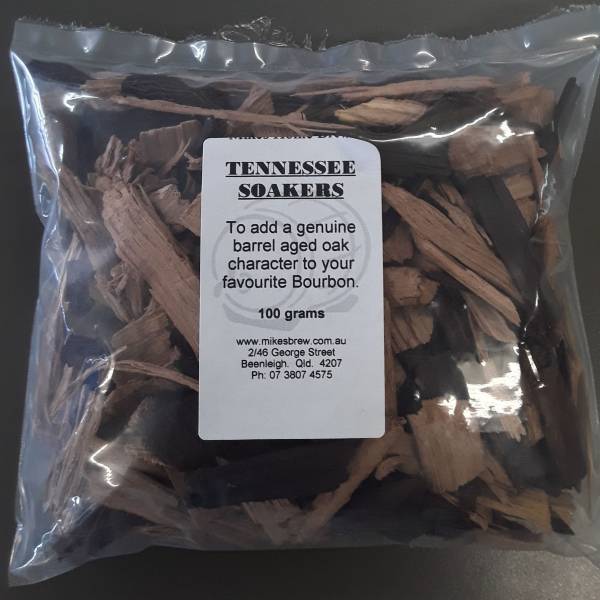 TENNESSEE
SOAKERS
To add a genuine
barrel aged oak
character to your
favourite Bourbon.
100 grams
www.mikesbrew.com.au
2/46 George Street
Beenleigh. Qld. 4207
Ph: 07 3807 4575